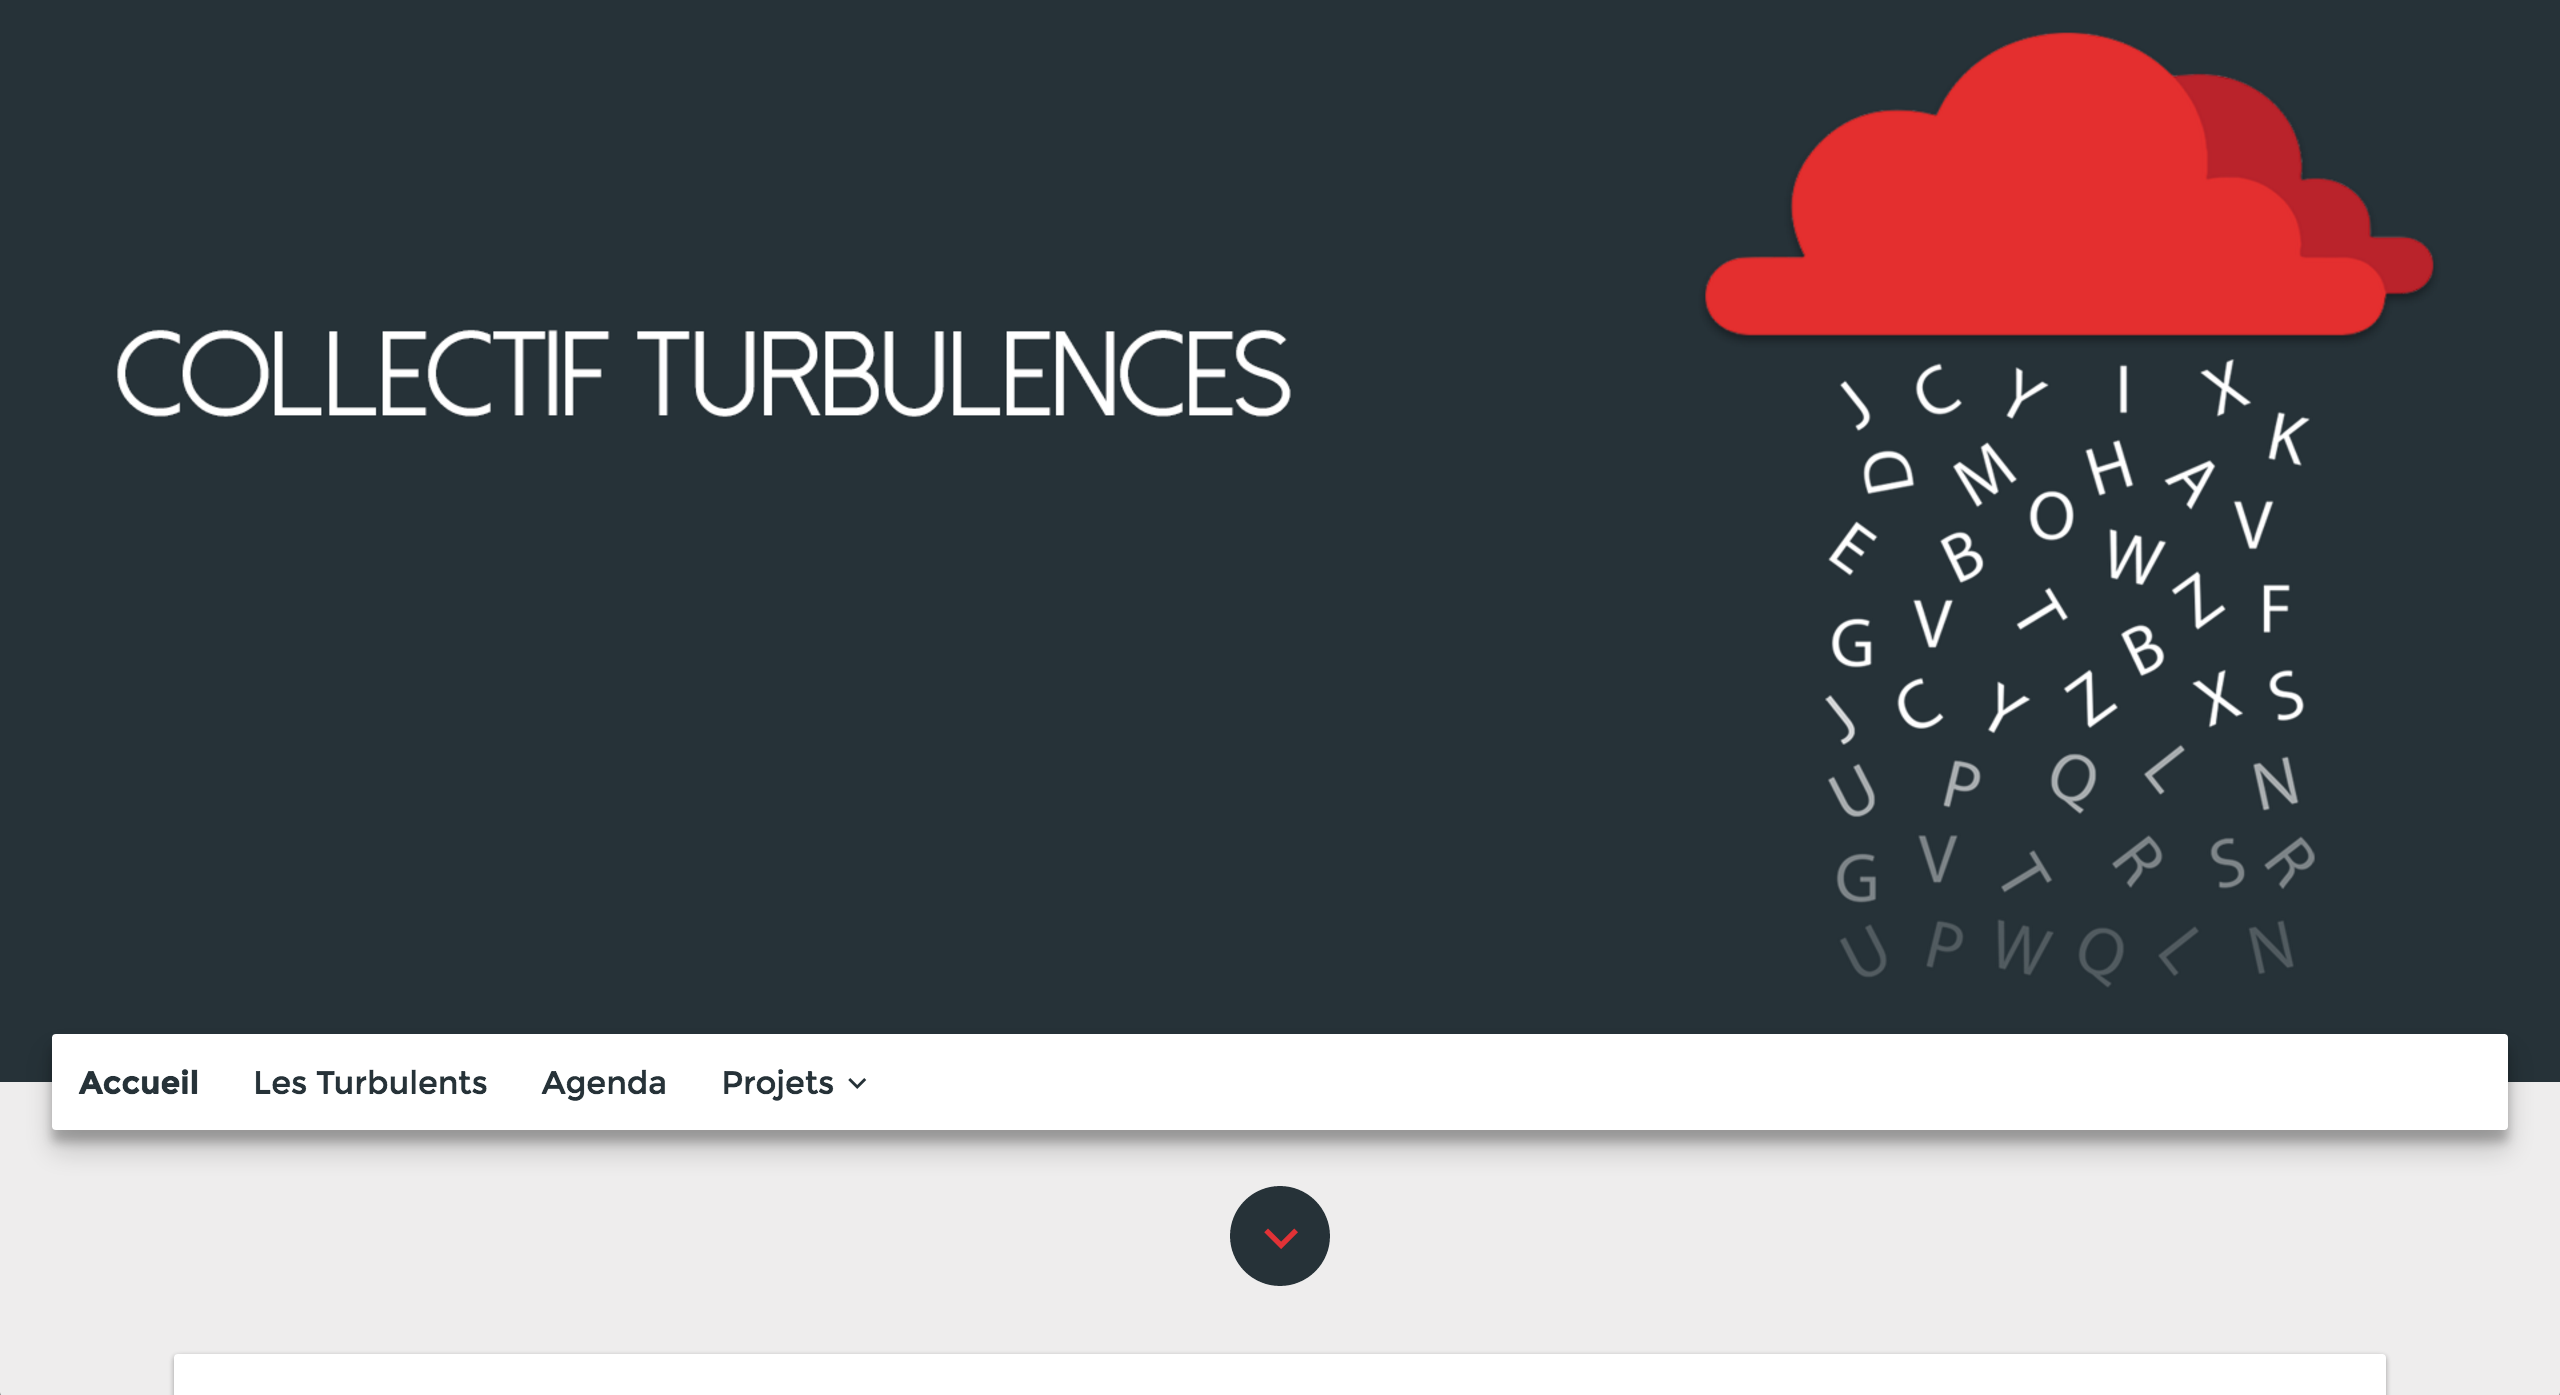 COLLECTIF TURBULENCES
J C Y I X
K
D M H A
O V
E B W
Z F
G V T B
J C Y Z X S
U P Q L N
G V T R S R
U P W Q L N
Accueil Les Turbulents Agenda Projets